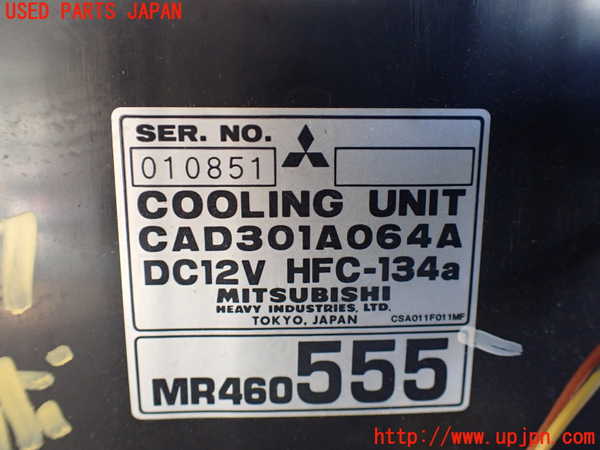 USED PARTS JAPAN
SER. NO.
010851
COOLING UNIT
CAD301A064A
DC12V HFC-134a
MITSUBISHI
HEAVY INDUSTRIES, LTD.
TOKYO, JAPAN
CSA011F011MF
MR460555
http://www.upjpn.com